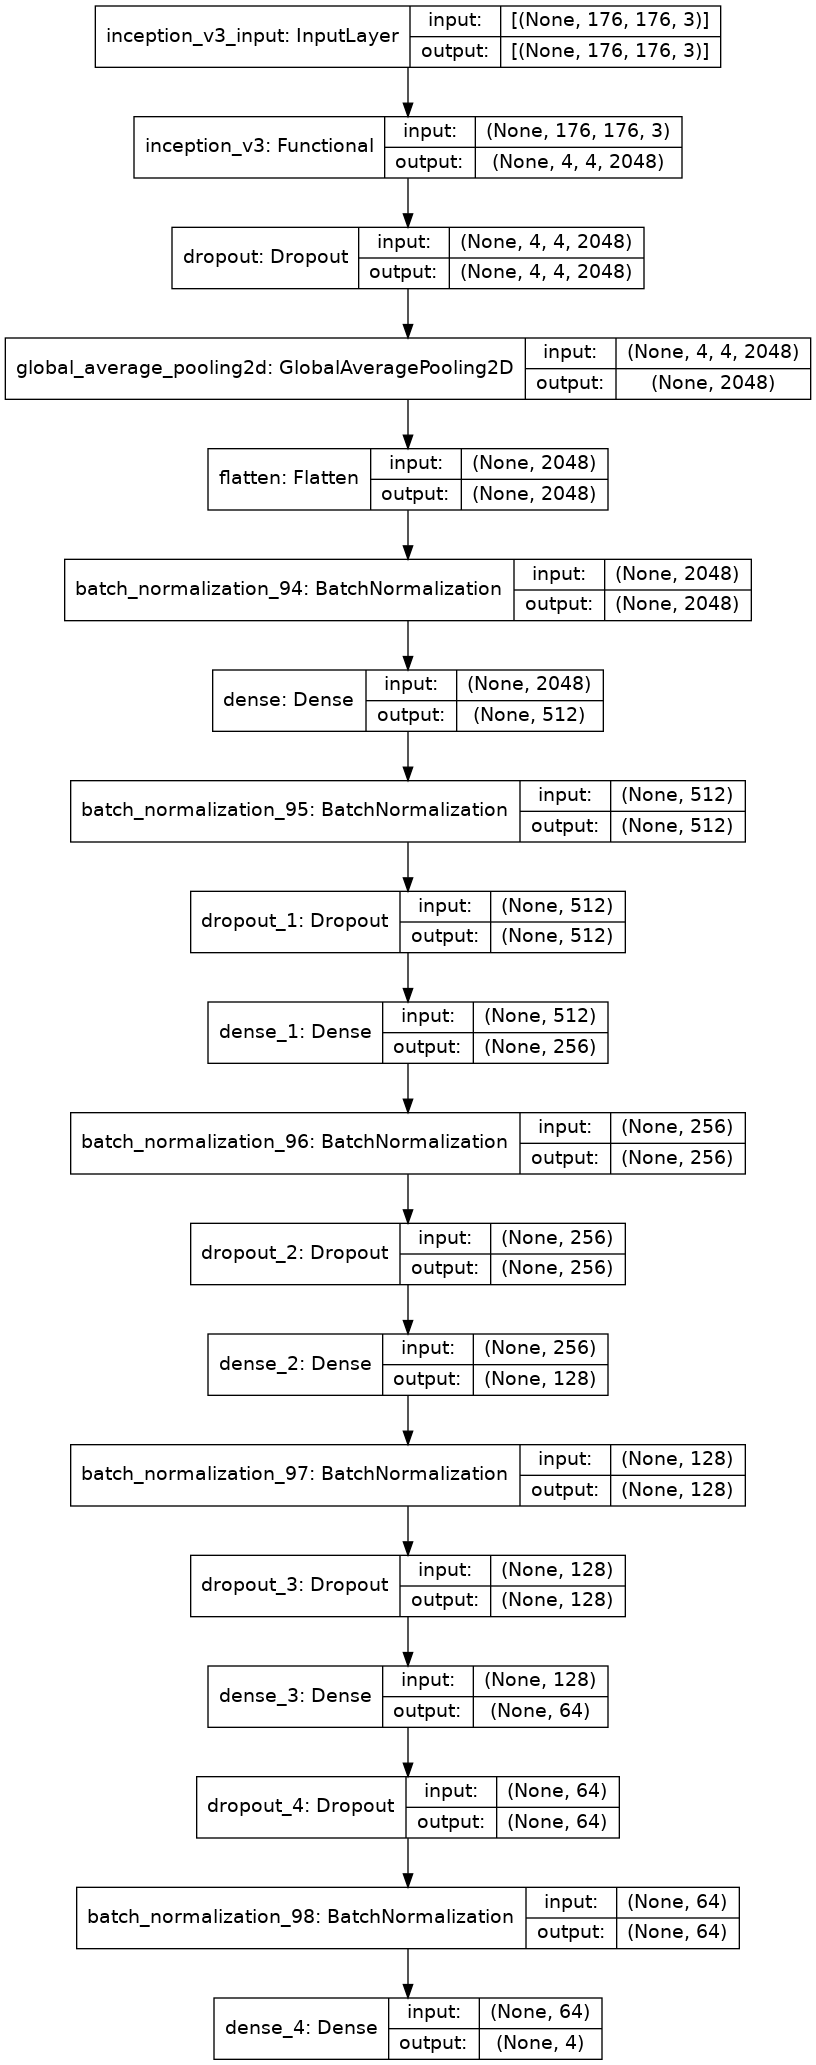 inception_v3_input: InputLayer
input: [(None, 176, 176, 3)]
output: [(None, 176, 176, 3)]
inception_v3: Functional
input: (None, 176, 176, 3)
output: (None, 4, 4, 2048)
dropout: Dropout
input: (None, 4, 4, 2048)
output: (None, 4, 4, 2048)
global_average_pooling2d: GlobalAveragePooling2D
input: (None, 4, 4, 2048)
output: (None, 2048)
flatten: Flatten
input: (None, 2048)
output: (None, 2048)
batch_normalization_94: BatchNormalization
input: (None, 2048)
output: (None, 2048)
dense: Dense
input: (None, 2048)
output: (None, 512)
batch_normalization_95: BatchNormalization
input: (None, 512)
output: (None, 512)
dropout_1: Dropout
input: (None, 512)
output: (None, 512)
dense_1: Dense
input: (None, 512)
output: (None, 256)
batch_normalization_96: BatchNormalization
input: (None, 256)
output: (None, 256)
dropout_2: Dropout
input: (None, 256)
output: (None, 256)
dense_2: Dense
input: (None, 256)
output: (None, 128)
batch_normalization_97: BatchNormalization
input: (None, 128)
output: (None, 128)
dropout_3: Dropout
input: (None, 128)
output: (None, 128)
dense_3: Dense
input: (None, 128)
output: (None, 64)
dropout_4: Dropout
input: (None, 64)
output: (None, 64)
batch_normalization_98: BatchNormalization
input: (None, 64)
output: (None, 64)
dense_4: Dense
input: (None, 64)
output: (None, 4)